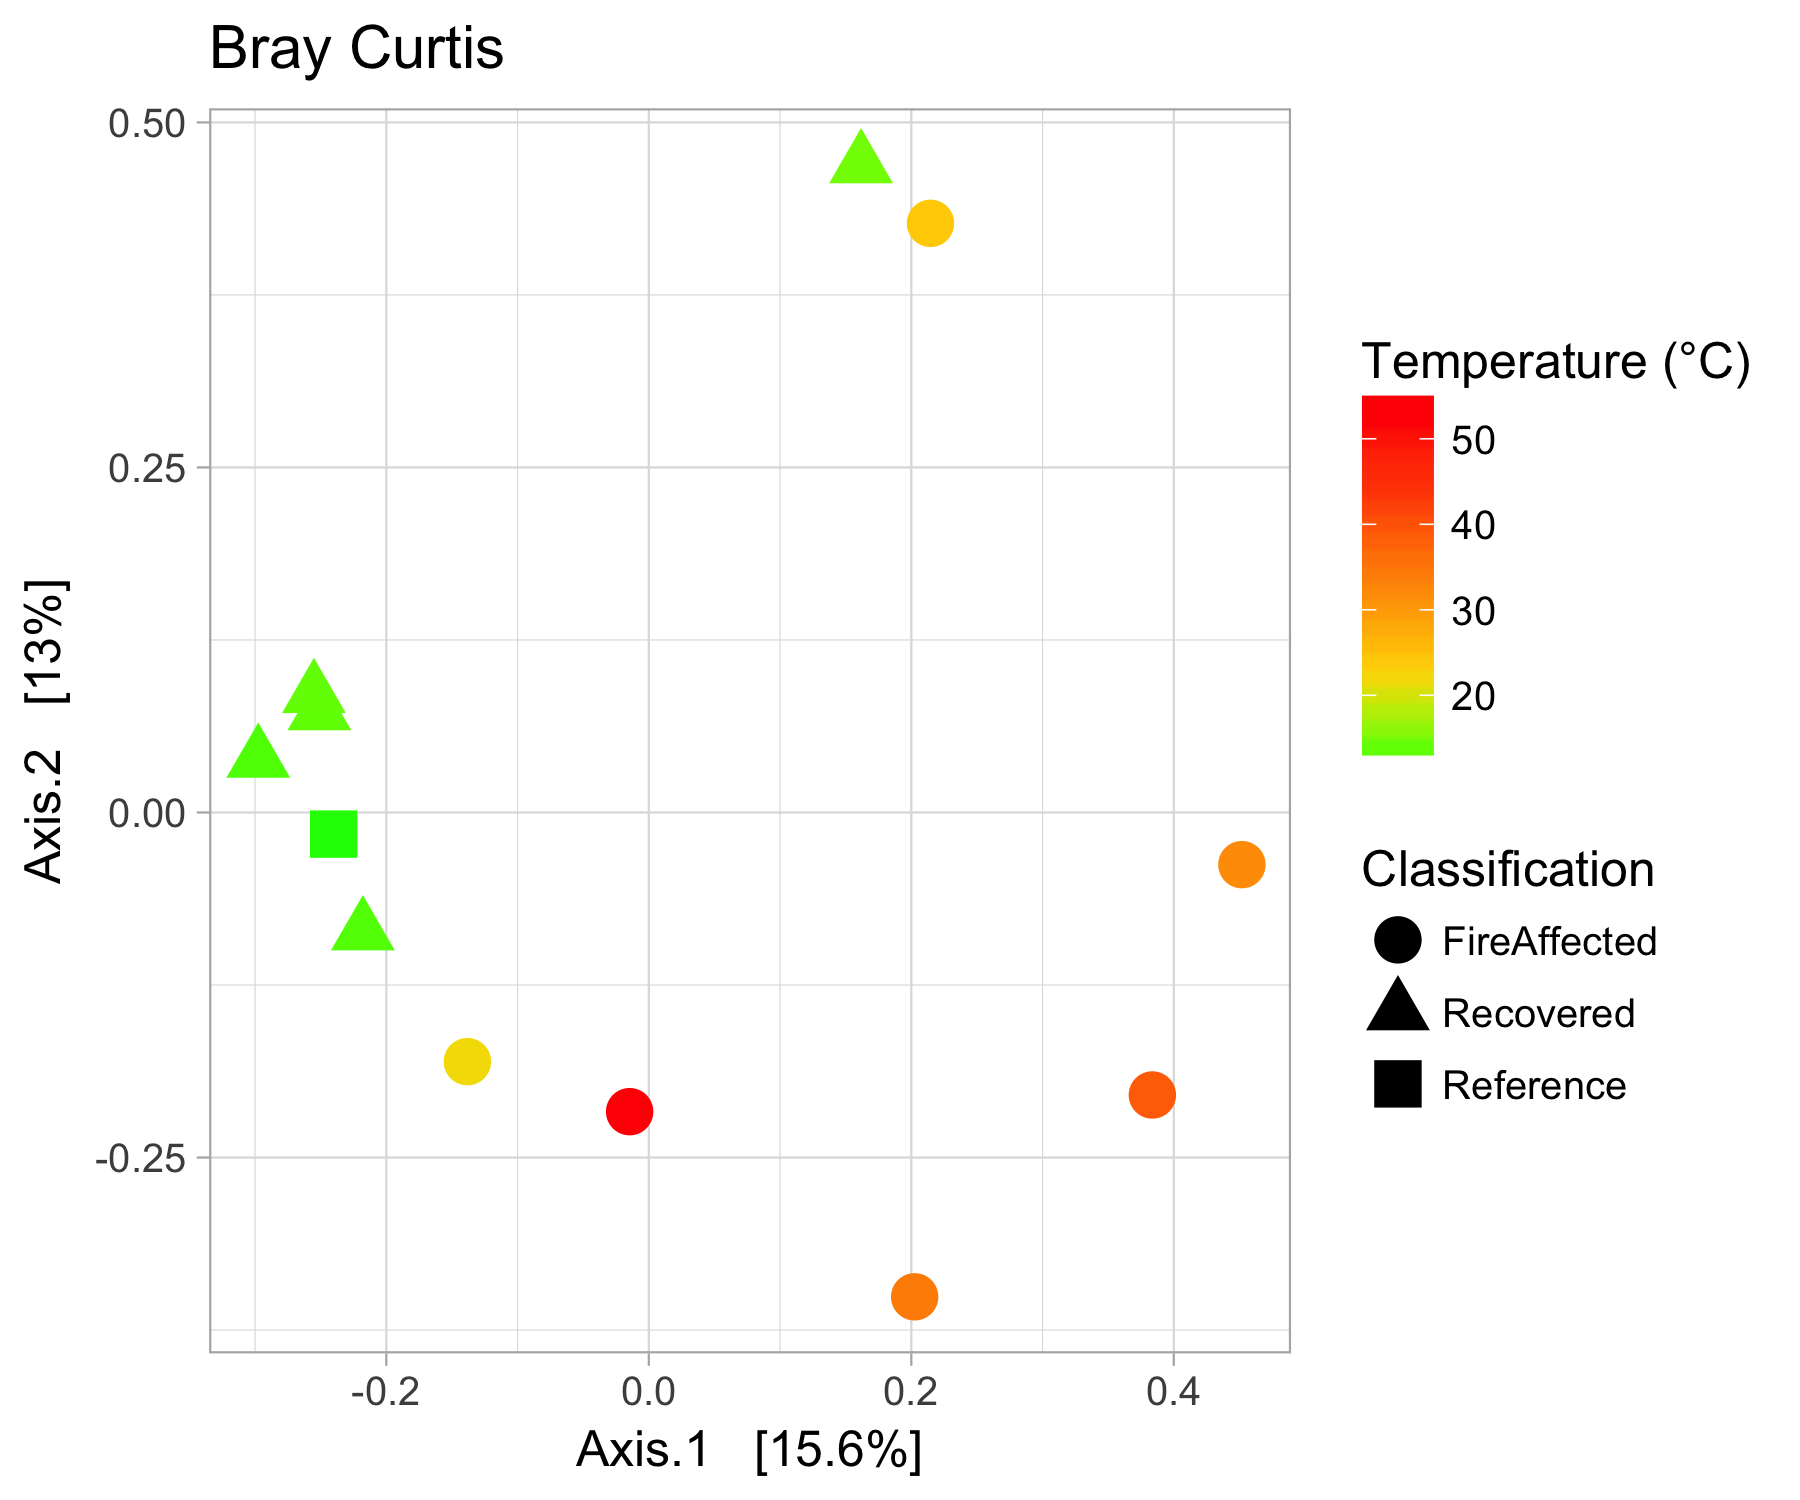 Bray Curtis
0.50
0.25
0.00
-0.25
Axis.2 [13%]
-0.2 0.0 0.2 0.4
Axis.1 [15.6%]
Temperature (°C)
50
40
30
20
Classification
FireAffected
Recovered
Reference